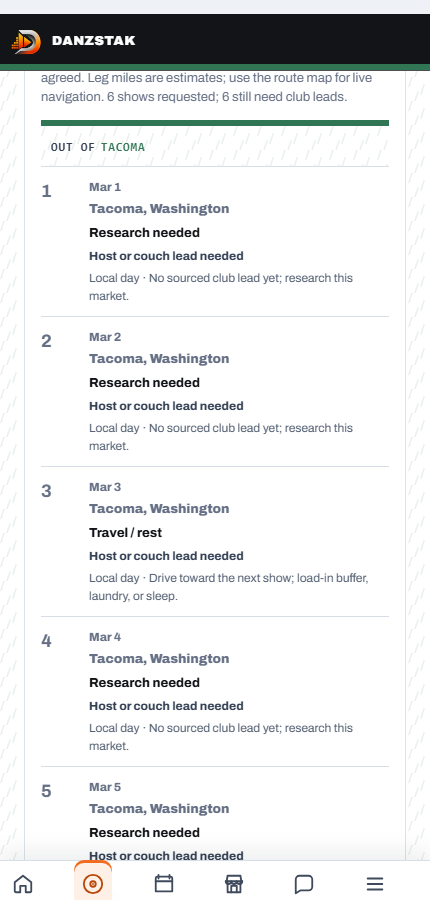 DANZSTAK
agreed. Leg miles are estimates; use the route map for live
navigation. 6 shows requested; 6 still need club leads.
OUT OF TACOMA
1
Mar 1
Tacoma, Washington
Research needed
Host or couch lead needed
Local day · No sourced club lead yet; research this
market.
2
Mar 2
Tacoma, Washington
Research needed
Host or couch lead needed
Local day · No sourced club lead yet; research this
market.
3
Mar 3
Tacoma, Washington
Travel / rest
Host or couch lead needed
Local day · Drive toward the next show; load-in buffer,
laundry, or sleep.
4
Mar 4
Tacoma, Washington
Research needed
Host or couch lead needed
Local day · No sourced club lead yet; research this
market.
5
Mar 5
Tacoma, Washington
Research needed
Host or couch lead needed